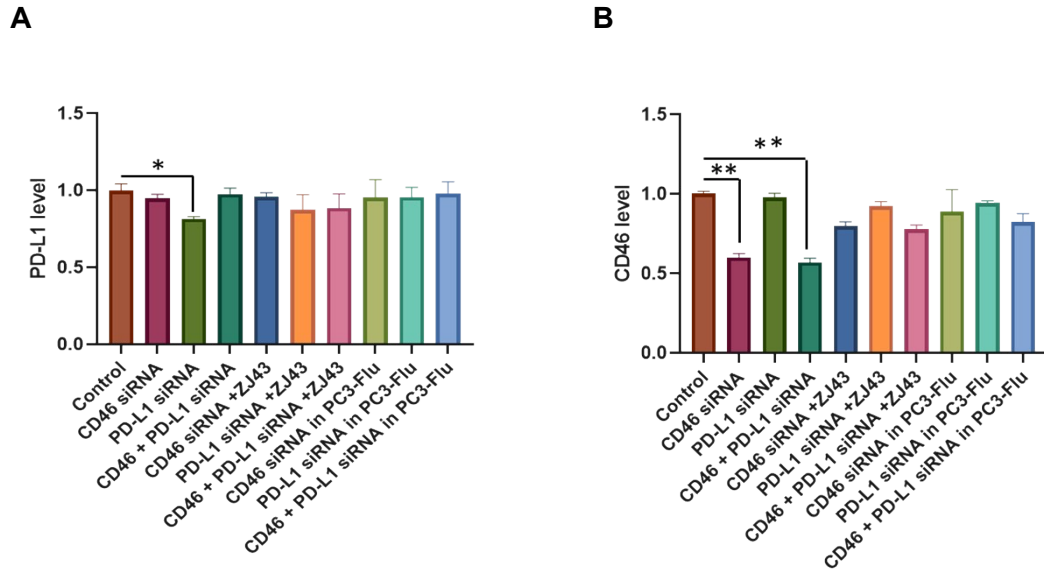 A
PD-L1 level
1.5
1.0
0.5
0.0
*
Control
CD46 siRNA
PD-L1 siRNA
CD46 + PD-L1 siRNA
CD46 siRNA +ZJ43
PD-L1 siRNA +ZJ43
CD46 + PD-L1 siRNA +ZJ43
CD46 siRNA in PC3-Flu
PD-L1 siRNA in PC3-Flu
CD46 + PD-L1 siRNA in PC3-Flu
B
CD46 level
1.5
1.0
0.5
0.0
**
**
Control
CD46 siRNA
PD-L1 siRNA
CD46 + PD-L1 siRNA
CD46 siRNA +ZJ43
PD-L1 siRNA +ZJ43
CD46 + PD-L1 siRNA +ZJ43
CD46 siRNA in PC3-Flu
PD-L1 siRNA in PC3-Flu
CD46 + PD-L1 siRNA in PC3-Flu